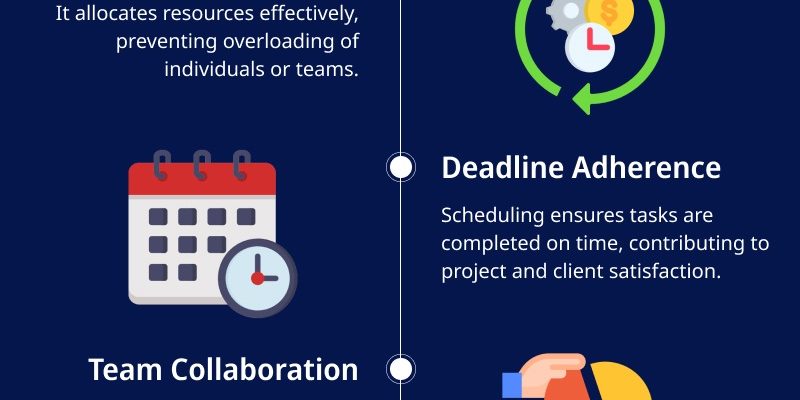 It allocates resources effectively,
preventing overloading of
individuals or teams.
Deadline Adherence
Scheduling ensures tasks are
completed on time, contributing to
project and client satisfaction.
Team Collaboration